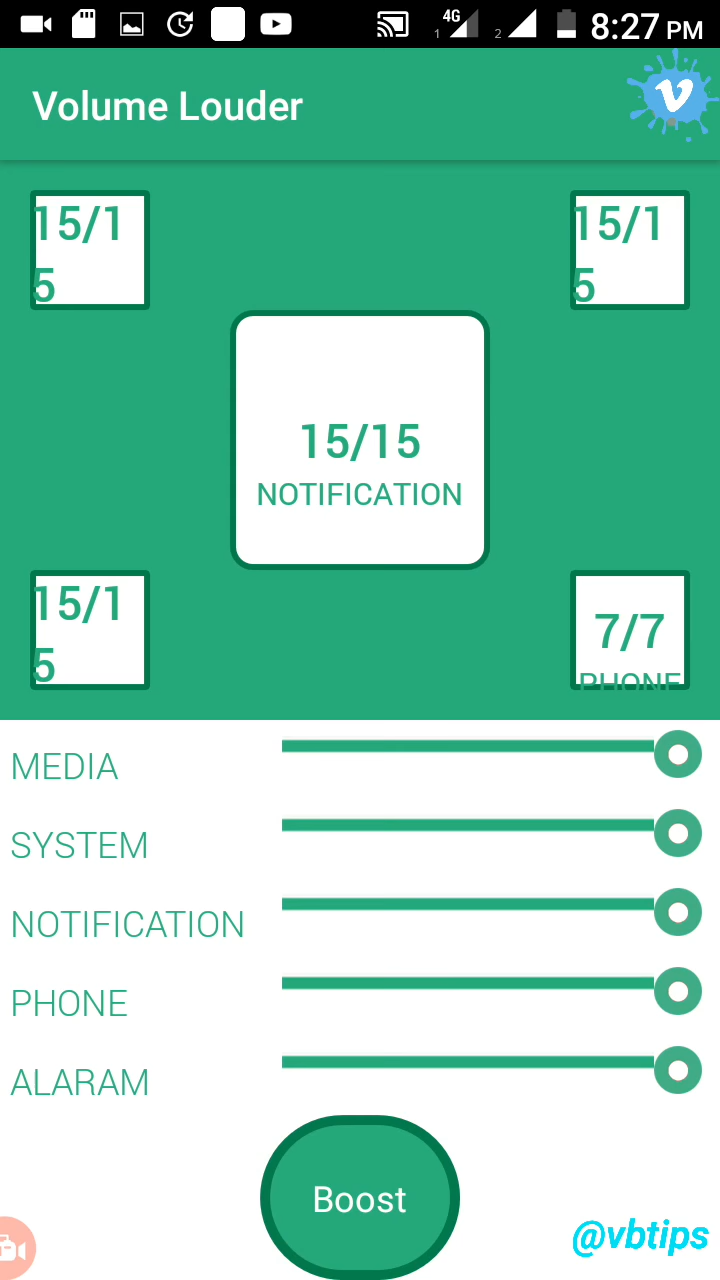 4G
1
2
8:27 PM
Volume Louder
15/1
5
15/1
5
15/15
NOTIFICATION
15/1
5
7/7
PHONE
MEDIA
SYSTEM
NOTIFICATION
PHONE
ALARAM
Boost
@vbtips